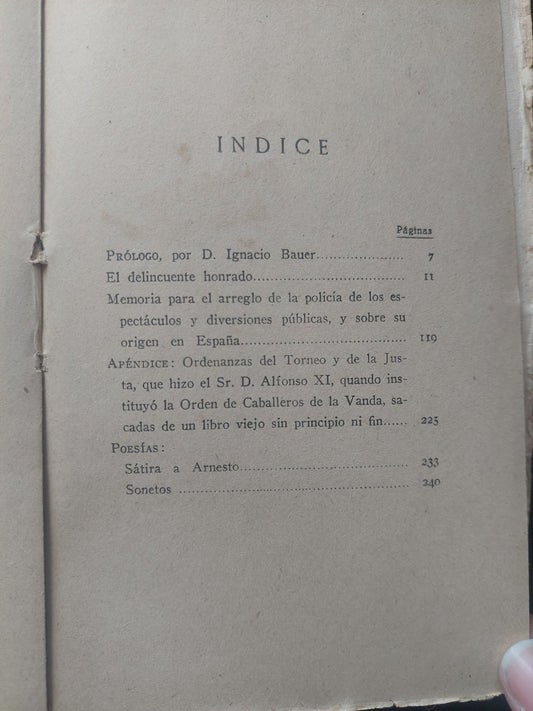 INDICE
Páginas
PRÓLOGO, por D. Ignacio Bauer..................... 7
El delincuente honrado.................................... 11
Memoria para el arreglo de la policía de los es-
pectáculos y diversiones públicas, y sobre su
origen en España........................................ 119
APÉNDICE: Ordenanzas del Torneo y de la Jus-
ta, que hizo el Sr. D. Alfonso XI, quando ins-
tituyó la Orden de Caballeros de la Vanda, sa-
cadas de un libro viejo sin principio ni fin...... 225
POESÍAS:
Sátira a Arnesto........................................ 233
Sonetos ...................................................... 240